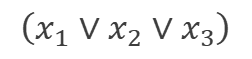 (x₁ ∨ x₂ ∨ x₃)